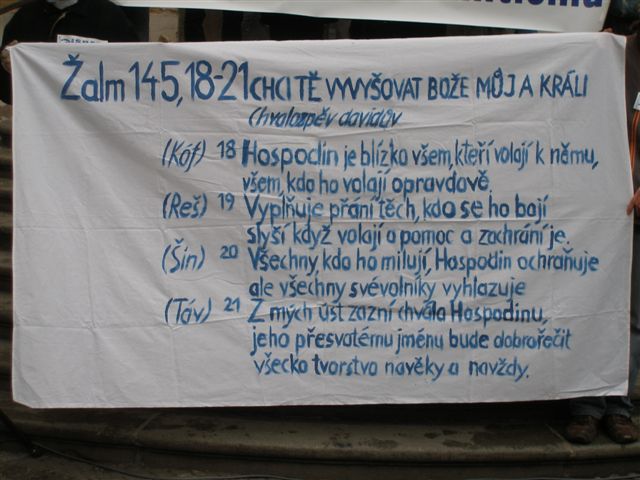 Žalm 145,18-21 CHCI TĚ VYVYŠOVAT BOŽE MŮJ A KRÁLI
Chvalozpěv davidův
(Kóf) 18 Hospodin je blízko všem, kteří volají k němu,
všem, kdo ho volají opravdově.
(Reš) 19 Vyplňuje přání těch, kdo se ho bojí
slyší když volají a pomoc a zachrání je.
(Šin) 20 Všechny, kdo ho milují, Hospodin ochraňuje
ale všechny svévolníky vyhlazuje
(Táv) 21 Z mých úst zazní chvála Hospodinu,
jeho přesvatému jménu bude dobrořečit
všecko tvorstvo navěky a navždy.